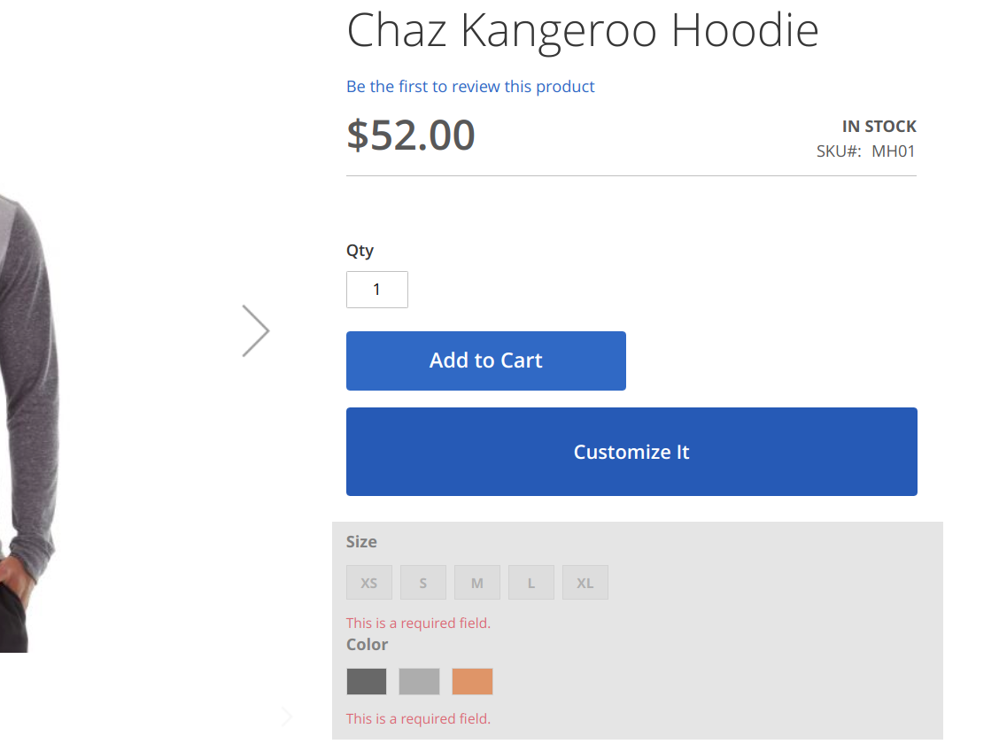 Chaz Kangeroo Hoodie
Be the first to review this product
$52.00
IN STOCK
SKU#: MH01
Qty
1
Add to Cart
Customize It
Size
XS S M L XL
This is a required field.
Color
This is a required field.